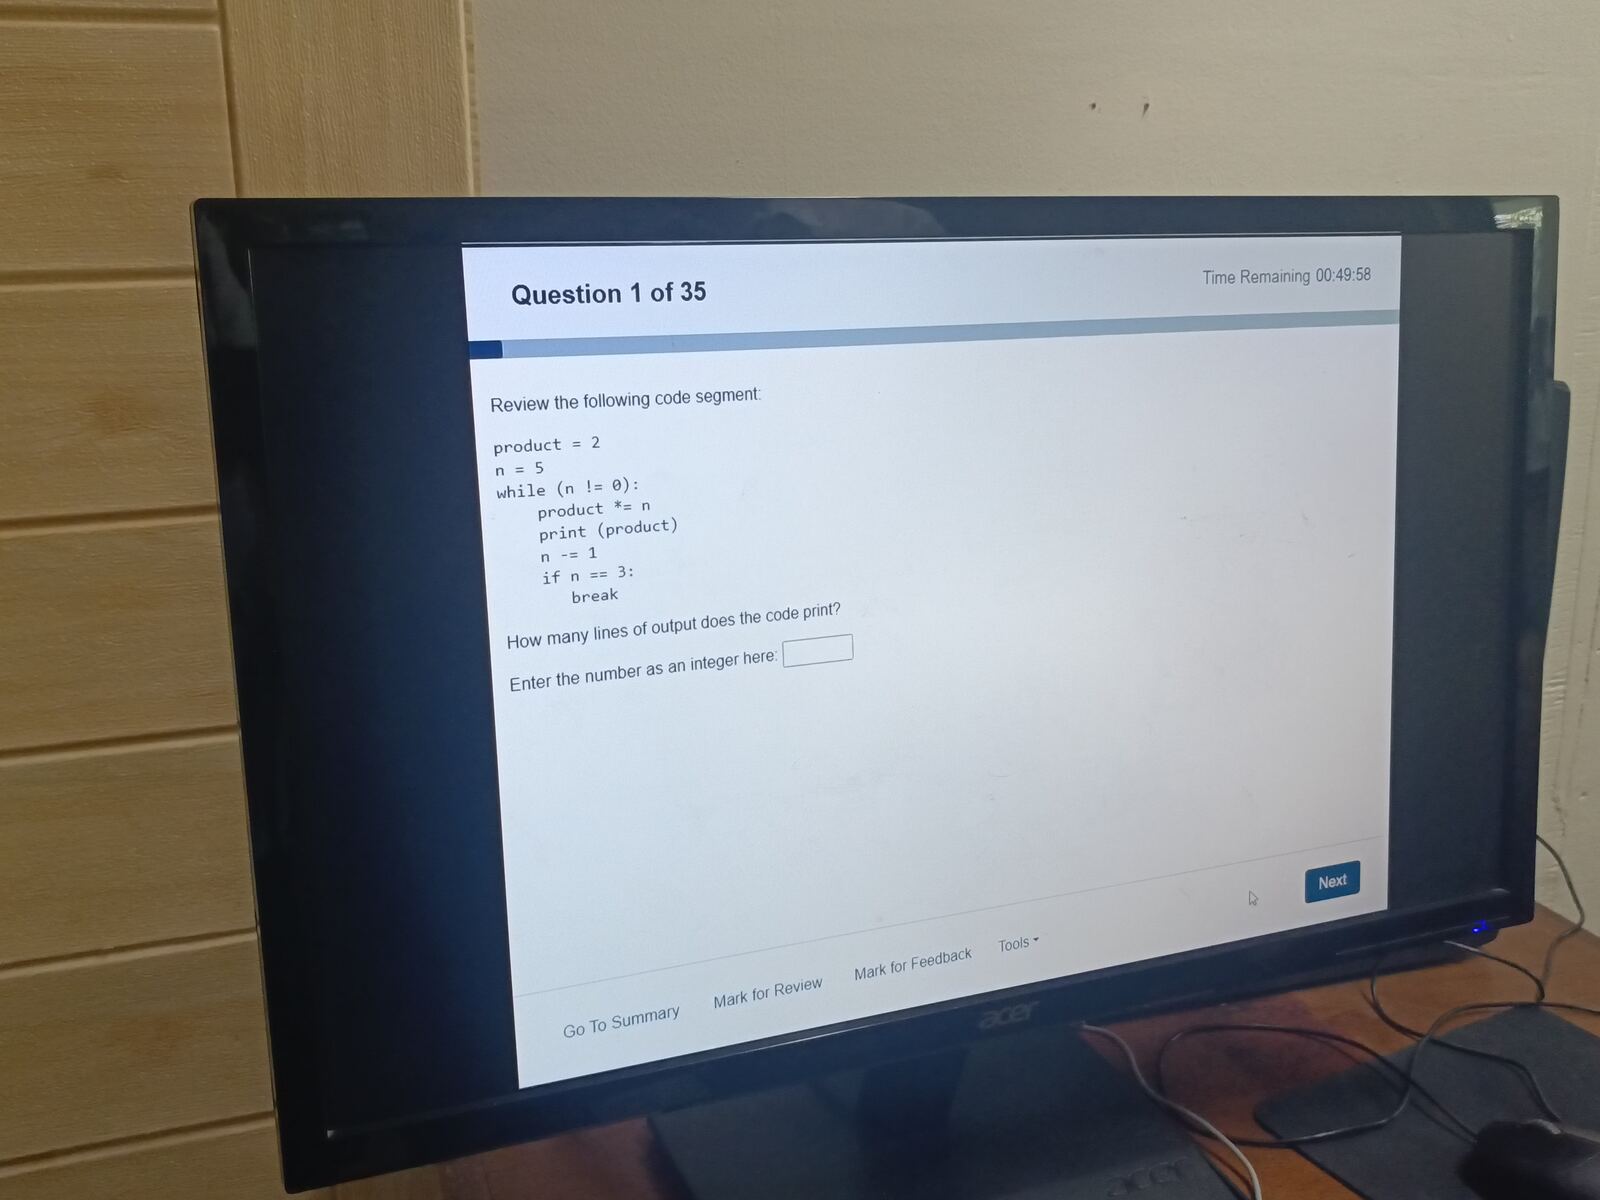 Question 1 of 35
Time Remaining 00:49:58
Review the following code segment:
product = 2
n = 5
while (n != 0):
    product *= n
    print (product)
    n -= 1
    if n == 3:
        break
How many lines of output does the code print?
Enter the number as an integer here:
Next
Go To Summary
Mark for Review
Mark for Feedback
Tools
acer
acer